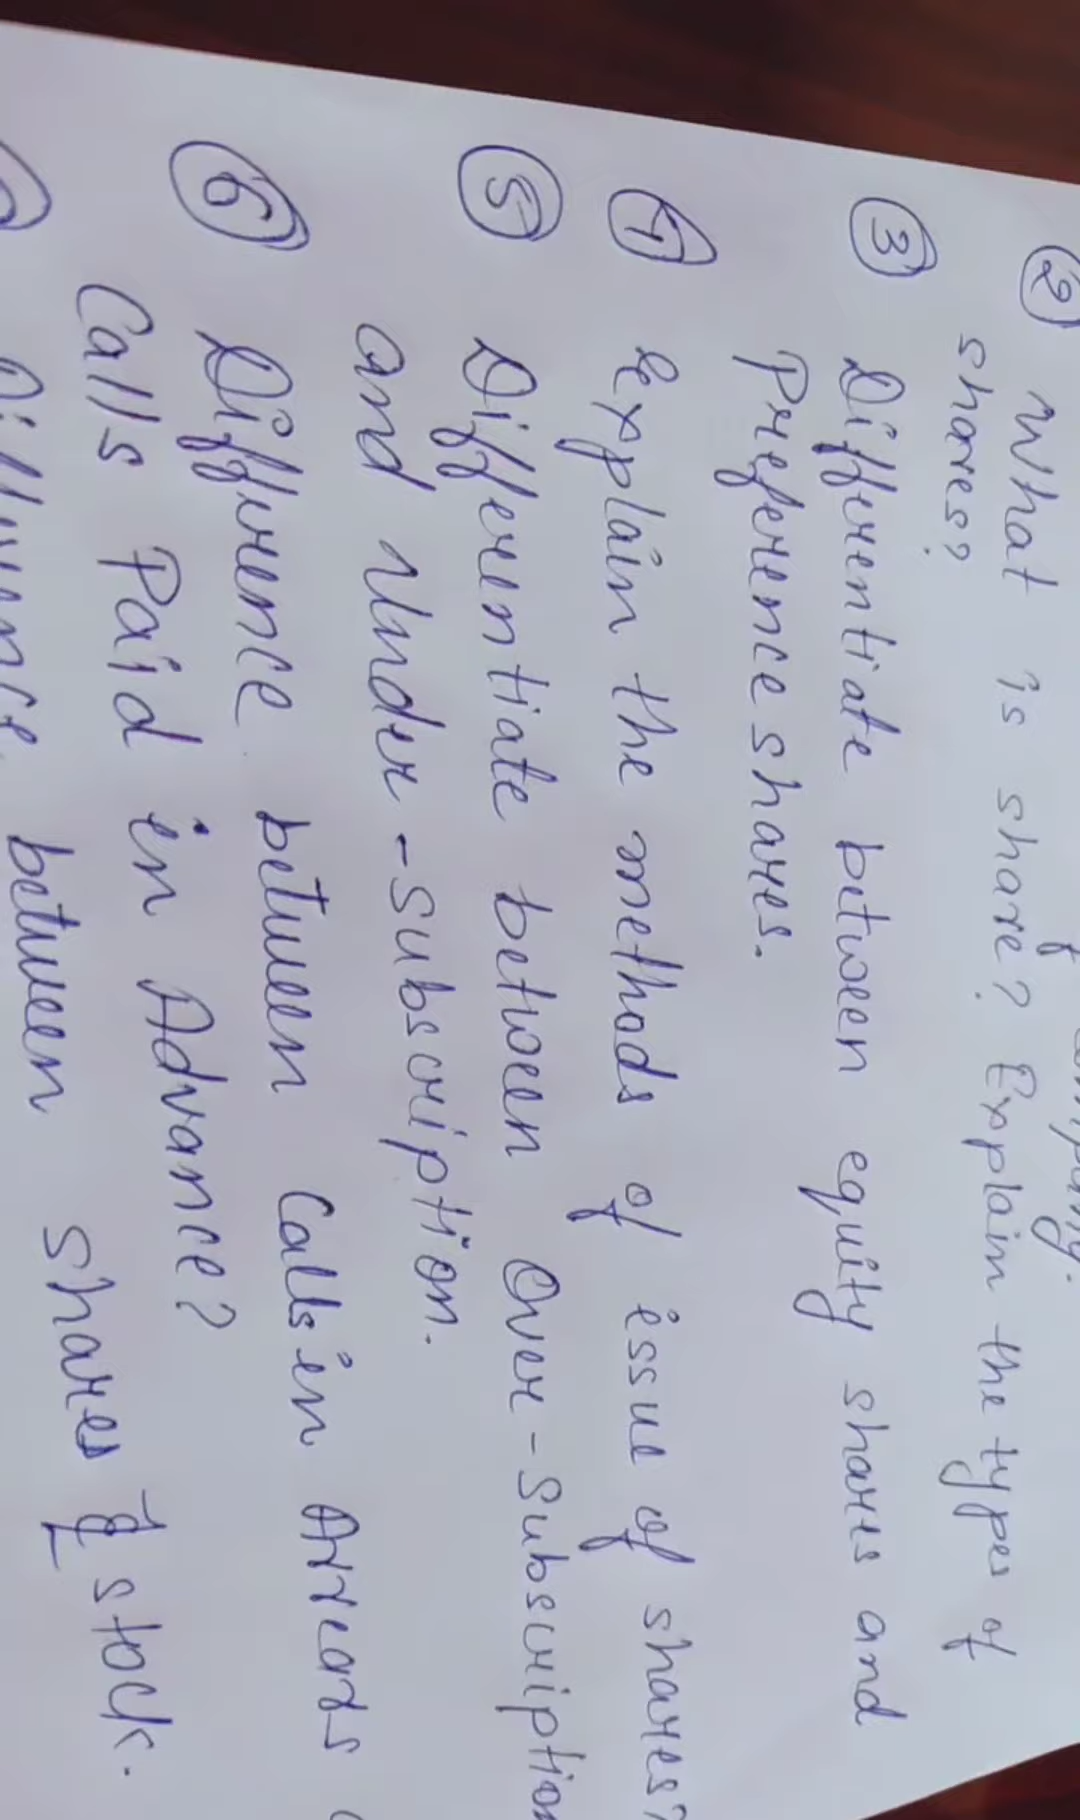 company.
② What is share? Explain the types of
shares?
③ Differentiate between equity shares and
Preference shares.
④ Explain the methods of issue of shares?
⑤ Differentiate between Over-Subscription
and Under-Subscription.
⑥ Difference between Calls in Arrears
Calls Paid in Advance?
Difference between shares & stock.